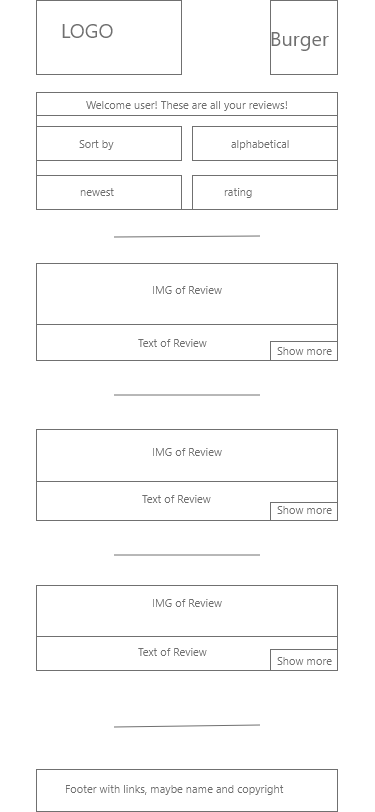 LOGO
Burger
Welcome user! These are all your reviews!
Sort by
alphabetical
newest
rating
IMG of Review
Text of Review
Show more
IMG of Review
Text of Review
Show more
IMG of Review
Text of Review
Show more
Footer with links, maybe name and copyright